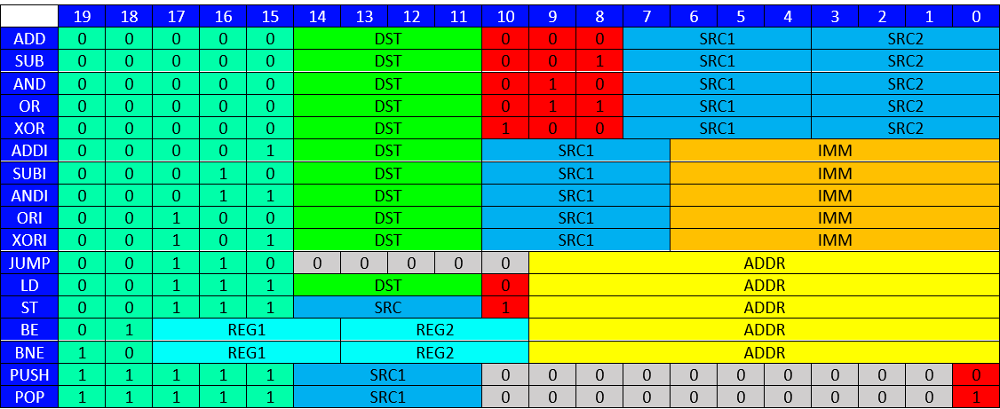 19 18 17 16 15 14 13 12 11 10 9 8 7 6 5 4 3 2 1 0
ADD 0 0 0 0 0 DST 0 0 0 SRC1 SRC2
SUB 0 0 0 0 0 DST 0 0 1 SRC1 SRC2
AND 0 0 0 0 0 DST 0 1 0 SRC1 SRC2
OR 0 0 0 0 0 DST 0 1 1 SRC1 SRC2
XOR 0 0 0 0 0 DST 1 0 0 SRC1 SRC2
ADDI 0 0 0 0 1 DST SRC1 IMM
SUBI 0 0 0 1 0 DST SRC1 IMM
ANDI 0 0 0 1 1 DST SRC1 IMM
ORI 0 0 1 0 0 DST SRC1 IMM
XORI 0 0 1 0 1 DST SRC1 IMM
JUMP 0 0 1 1 0 0 0 0 0 0 ADDR
LD 0 0 1 1 1 DST 0 ADDR
ST 0 0 1 1 1 SRC 1 ADDR
BE 0 1 REG1 REG2 ADDR
BNE 1 0 REG1 REG2 ADDR
PUSH 1 1 1 1 1 SRC1 0 0 0 0 0 0 0 0 0 0 0
POP 1 1 1 1 1 SRC1 0 0 0 0 0 0 0 0 0 0 1